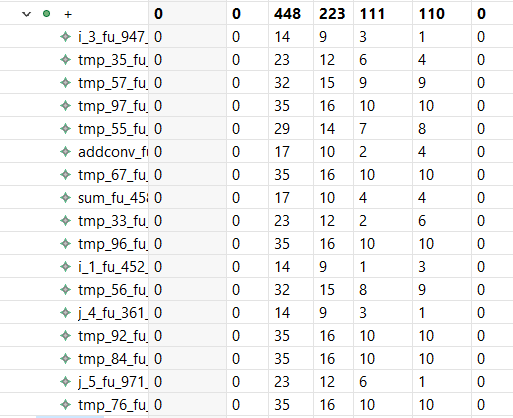 + 0 0 448 223 111 110 0
i_3_fu_947_ 0 0 14 9 3 1 0
tmp_35_fu_ 0 0 23 12 6 4 0
tmp_57_fu_ 0 0 32 15 9 9 0
tmp_97_fu_ 0 0 35 16 10 10 0
tmp_55_fu_ 0 0 29 14 7 8 0
addconv_fu 0 0 17 10 2 4 0
tmp_67_fu_ 0 0 35 16 10 10 0
sum_fu_458 0 0 17 10 4 4 0
tmp_33_fu_ 0 0 23 12 2 6 0
tmp_96_fu_ 0 0 35 16 10 10 0
i_1_fu_452_ 0 0 14 9 1 3 0
tmp_56_fu_ 0 0 32 15 8 9 0
j_4_fu_361_ 0 0 14 9 3 1 0
tmp_92_fu_ 0 0 35 16 10 10 0
tmp_84_fu_ 0 0 35 16 10 10 0
j_5_fu_971_ 0 0 23 12 6 1 0
tmp_76_fu_ 0 0 35 16 10 10 0